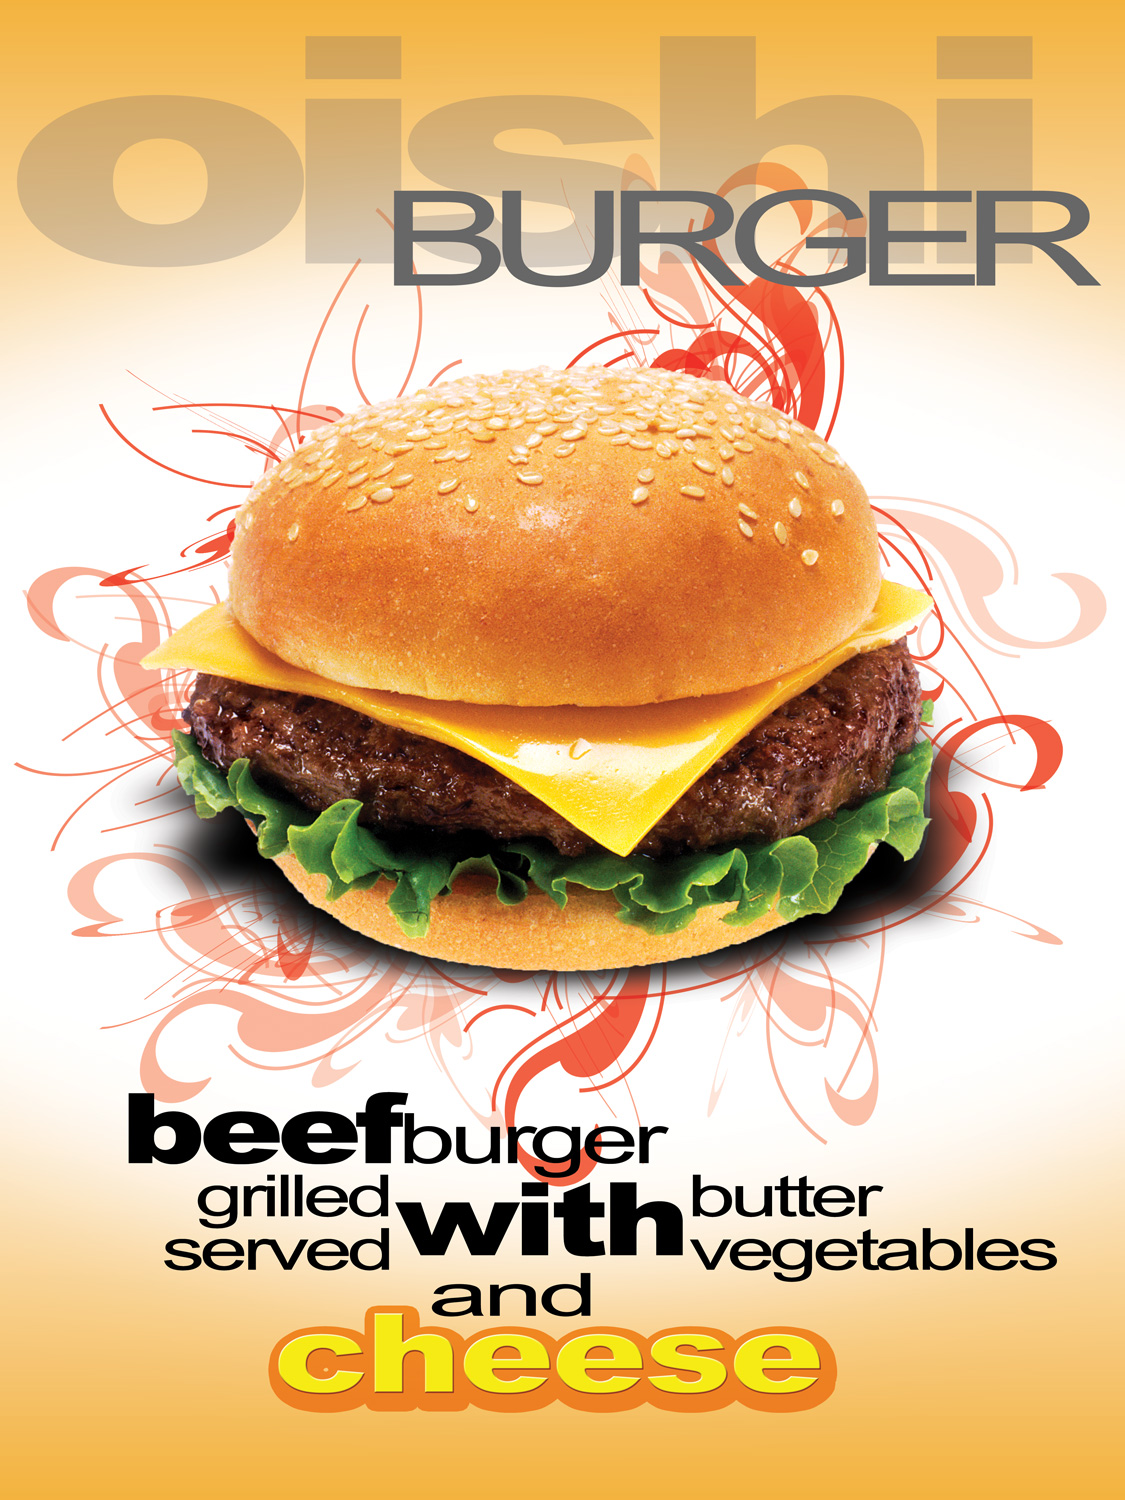 oishi
BURGER
beefburger
grilled with butter
served with vegetables
and
cheese